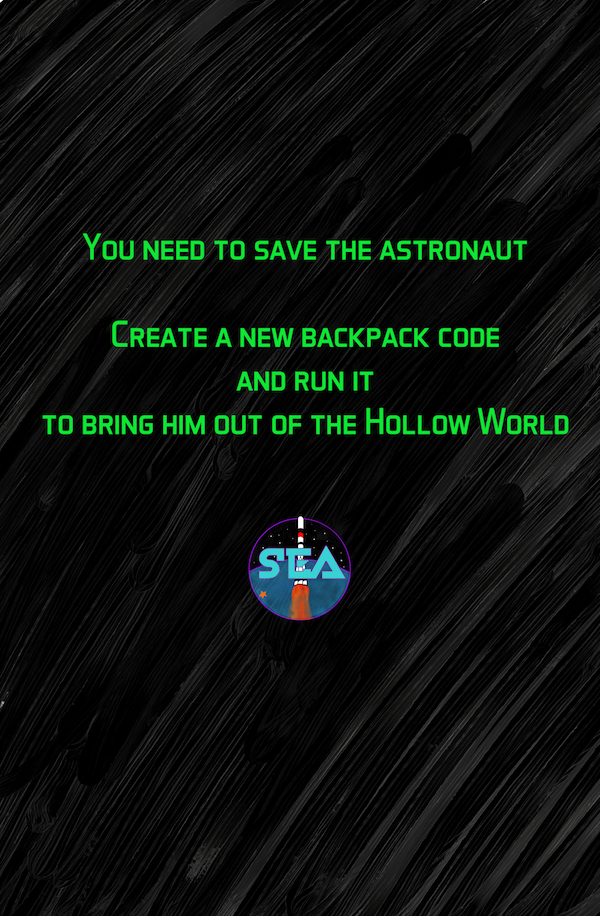 You need to save the astronaut
Create a new backpack code
and run it
to bring him out of the Hollow World
SEA